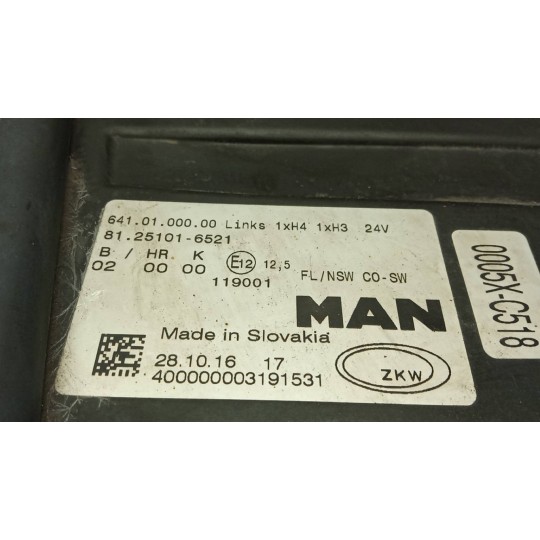 641.01.000.00 Links 1xH4 1xH3 24V
81.25101-6521
B / HR K E12 12,5 FL/NSW CO-SW
02 00 00
119001
MAN
Made in Slovakia
28.10.16 17
400000003191531
ZKW
0005X-C518